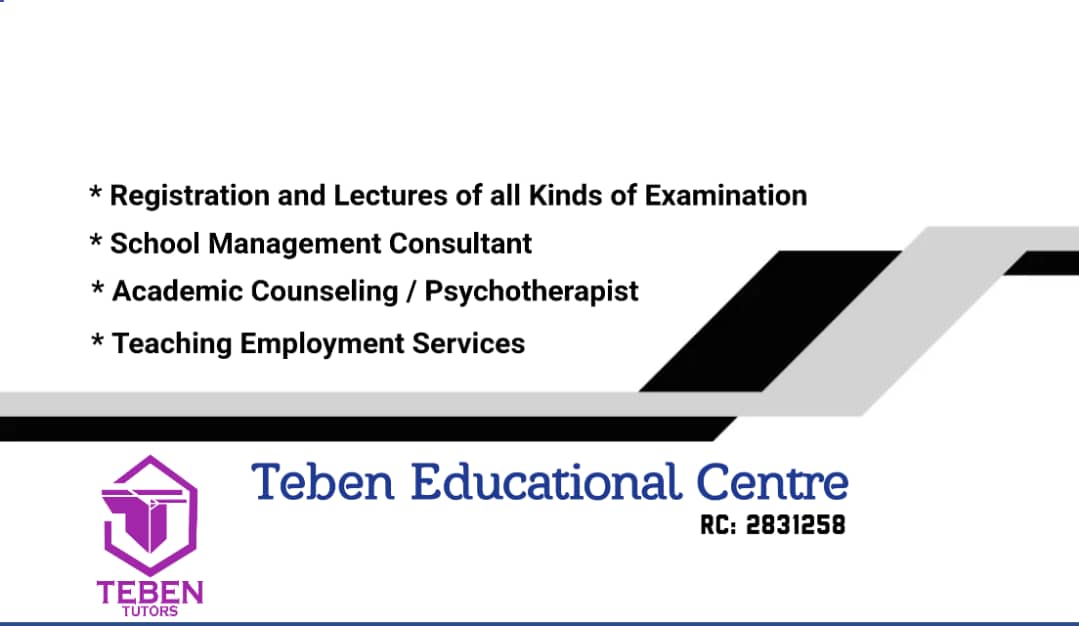 * Registration and Lectures of all Kinds of Examination
* School Management Consultant
* Academic Counseling / Psychotherapist
* Teaching Employment Services
Teben Educational Centre
RC: 2831258
TEBEN
TUTORS